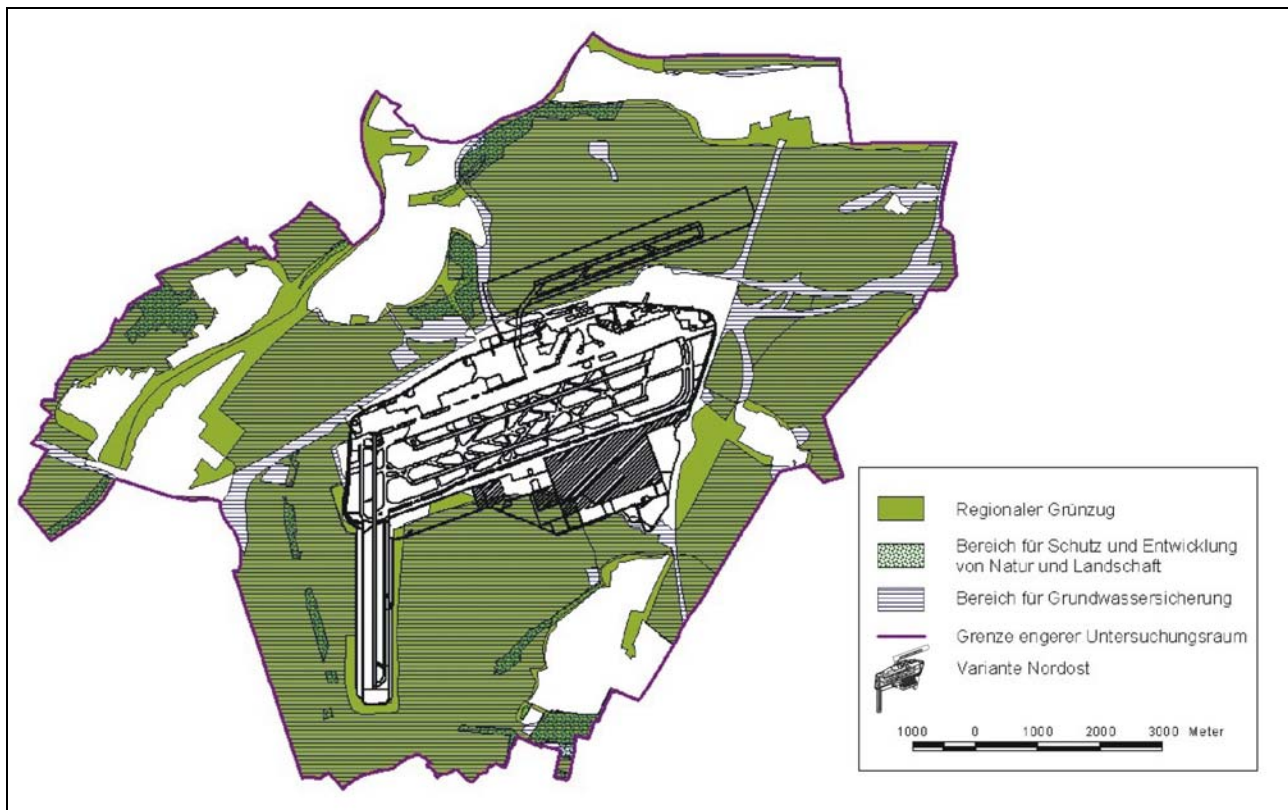 Regionaler Grünzug
Bereich für Schutz und Entwicklung
von Natur und Landschaft
Bereich für Grundwassersicherung
Grenze engerer Untersuchungsraum
Variante Nordost
1000 0 1000 2000 3000 Meter